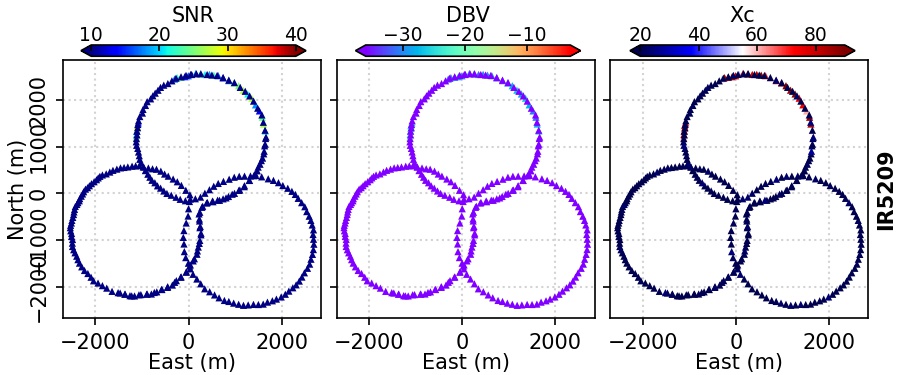 SNR DBV Xc
10 20 30 40 −30 −20 −10 20 40 60 80
2000
1000
0
−1000
−2000
North (m)
IR5209
−2000 0 2000 −2000 0 2000 −2000 0 2000
East (m) East (m) East (m)